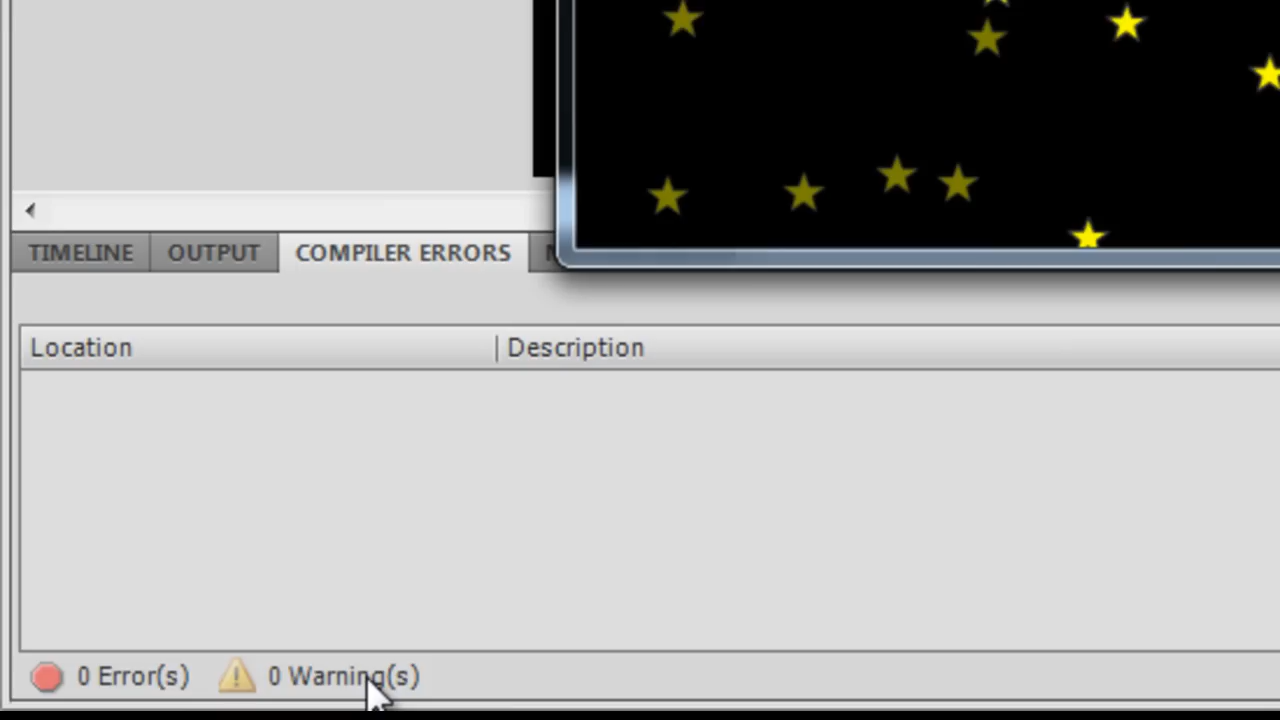 TIMELINE OUTPUT COMPILER ERRORS
Location Description
0 Error(s) 0 Warning(s)